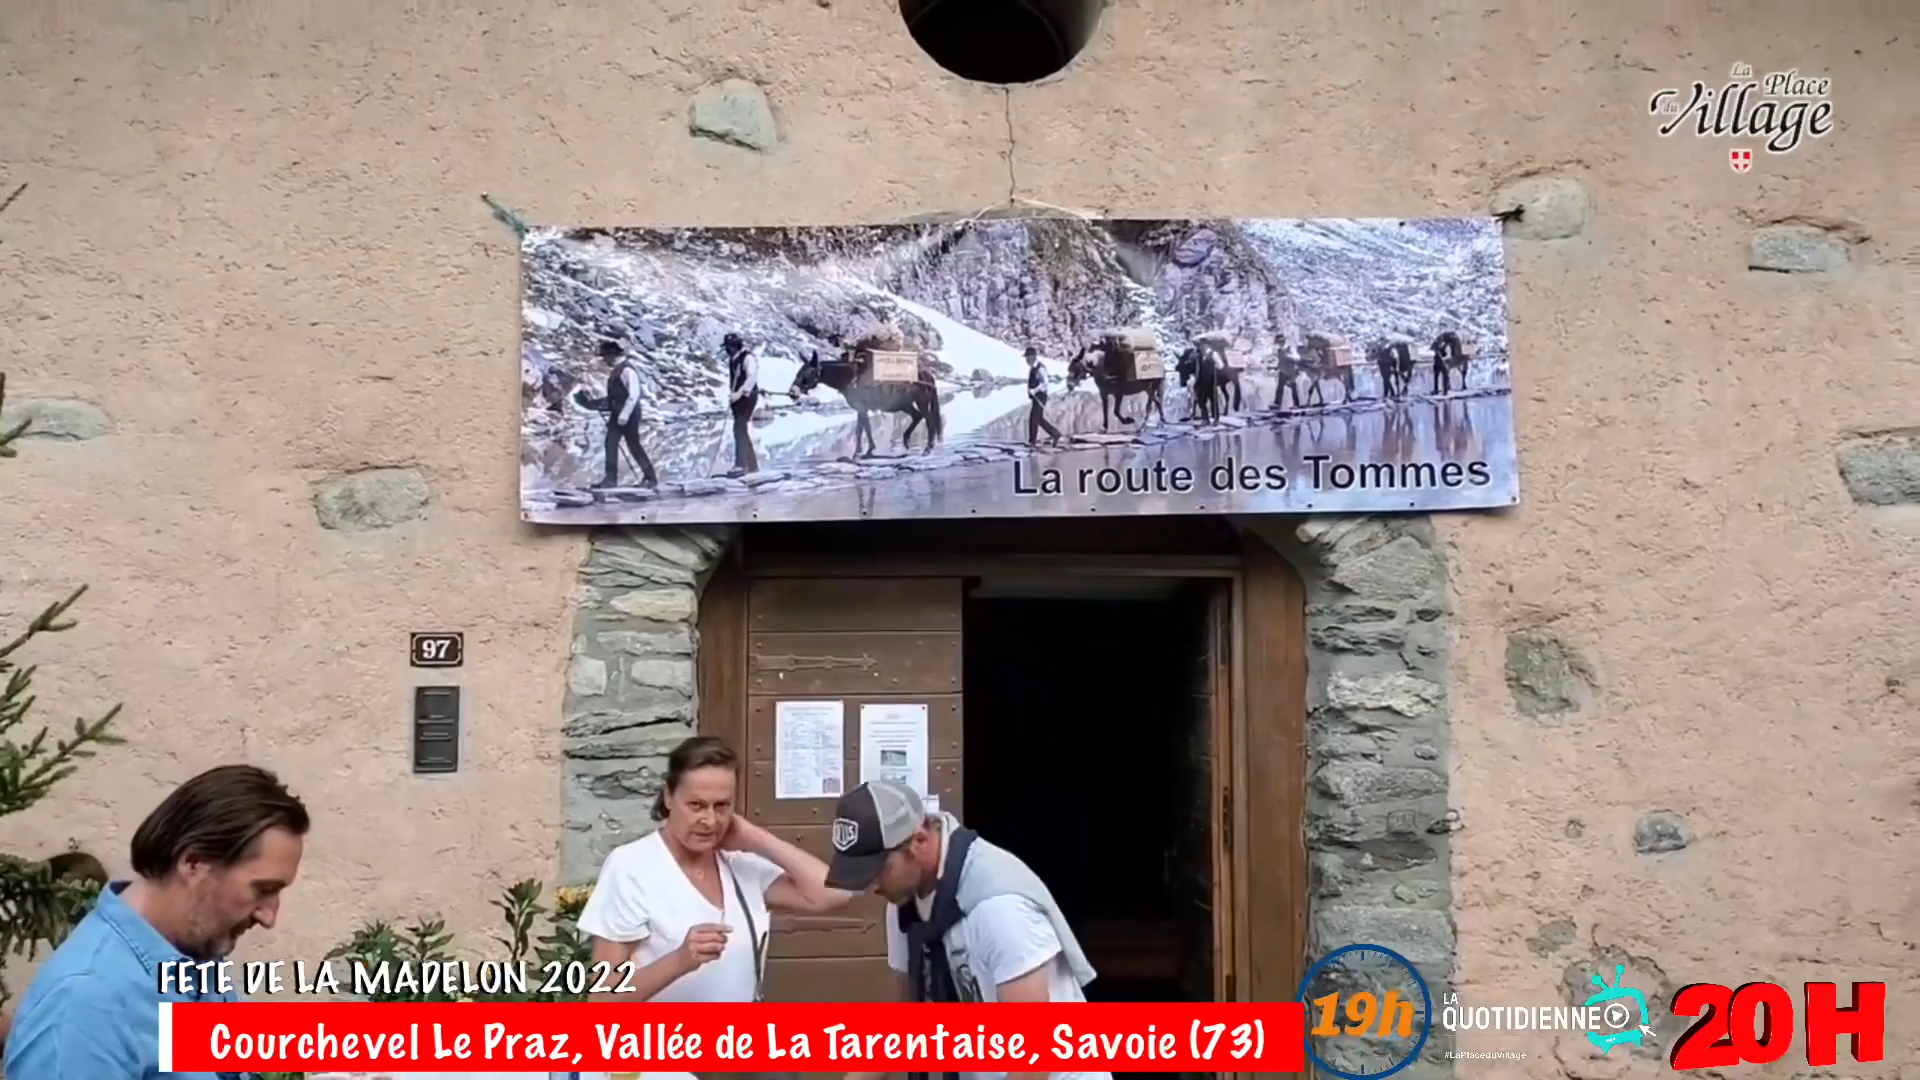 La
Place
du
Village
La route des Tommes
97
FETE DE LA MADELON 2022
Courchevel Le Praz, Vallée de La Tarentaise, Savoie (73)
19h
LA
QUOTIDIENNE
#LaPlaceduVillage
20H